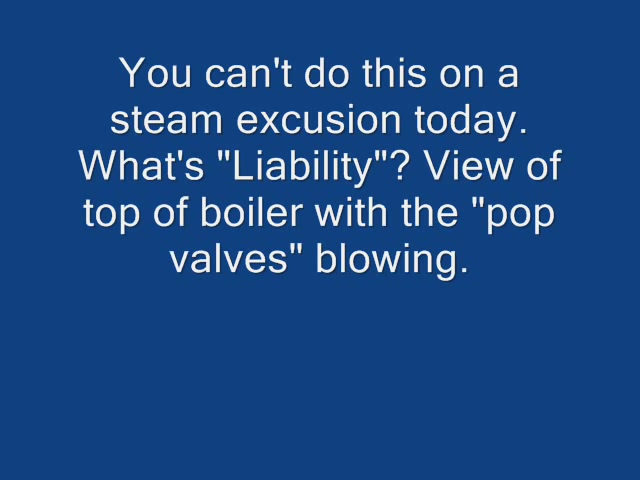 You can't do this on a
steam excusion today.
What's "Liability"? View of
top of boiler with the "pop
valves" blowing.